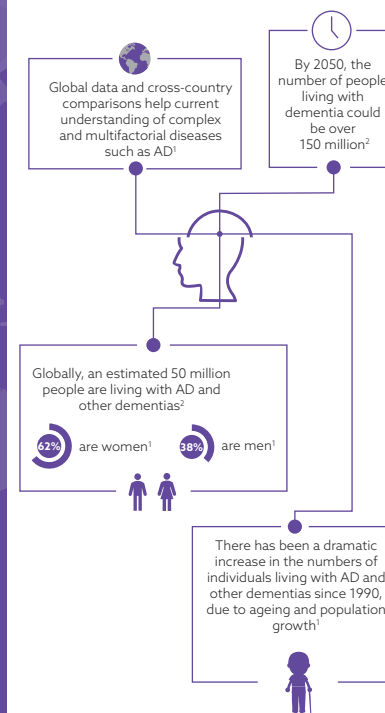 Global data and cross-country
comparisons help current
understanding of complex
and multifactorial diseases
such as AD¹
By 2050, the
number of people
living with
dementia could
be over
150 million²
Globally, an estimated 50 million
people are living with AD and
other dementias²
62% are women¹
38% are men¹
There has been a dramatic
increase in the numbers of
individuals living with AD and
other dementias since 1990,
due to ageing and population
growth¹